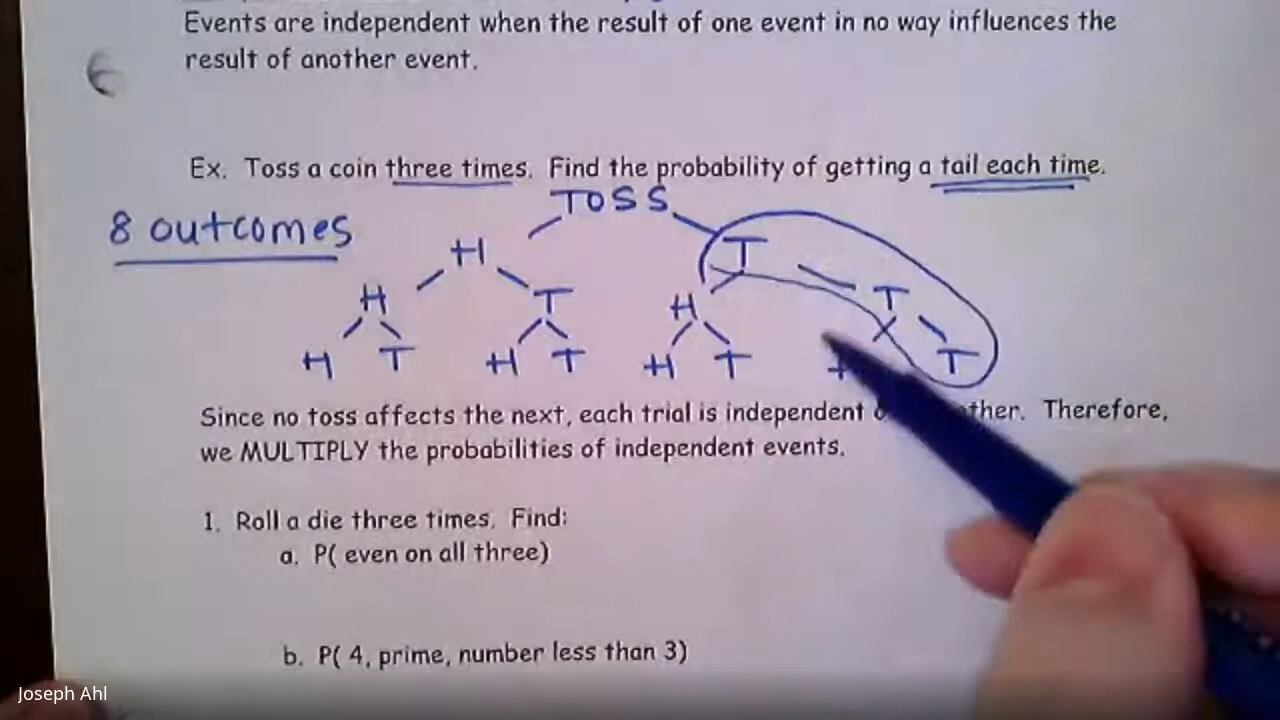 Events are independent when the result of one event in no way influences the
result of another event.
Ex. Toss a coin three times. Find the probability of getting a tail each time.
TOSS
8 outcomes
H T
H T H T
H T H T H T T
Since no toss affects the next, each trial is independent ther. Therefore,
we MULTIPLY the probabilities of independent events.
1. Roll a die three times. Find:
a. P( even on all three)
b. P( 4, prime, number less than 3)
Joseph Ahl